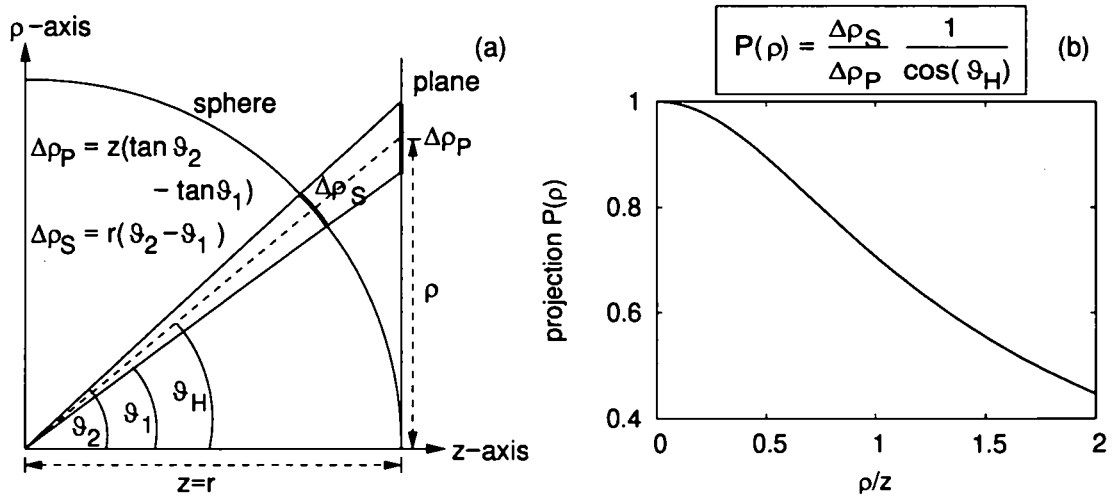 ρ-axis
(a)
sphere
plane
Δρ_P = z(tan ϑ_2
- tanϑ_1)
Δρ_S = r(ϑ_2-ϑ_1)
Δρ_P
Δρ_S
ρ
ϑ_2
ϑ_1
ϑ_H
z-axis
z=r
P(ρ) = Δρ_S/Δρ_P 1/cos(ϑ_H)
(b)
projection P(ρ)
1
0.8
0.6
0.4
0
0.5
1
1.5
2
ρ/z